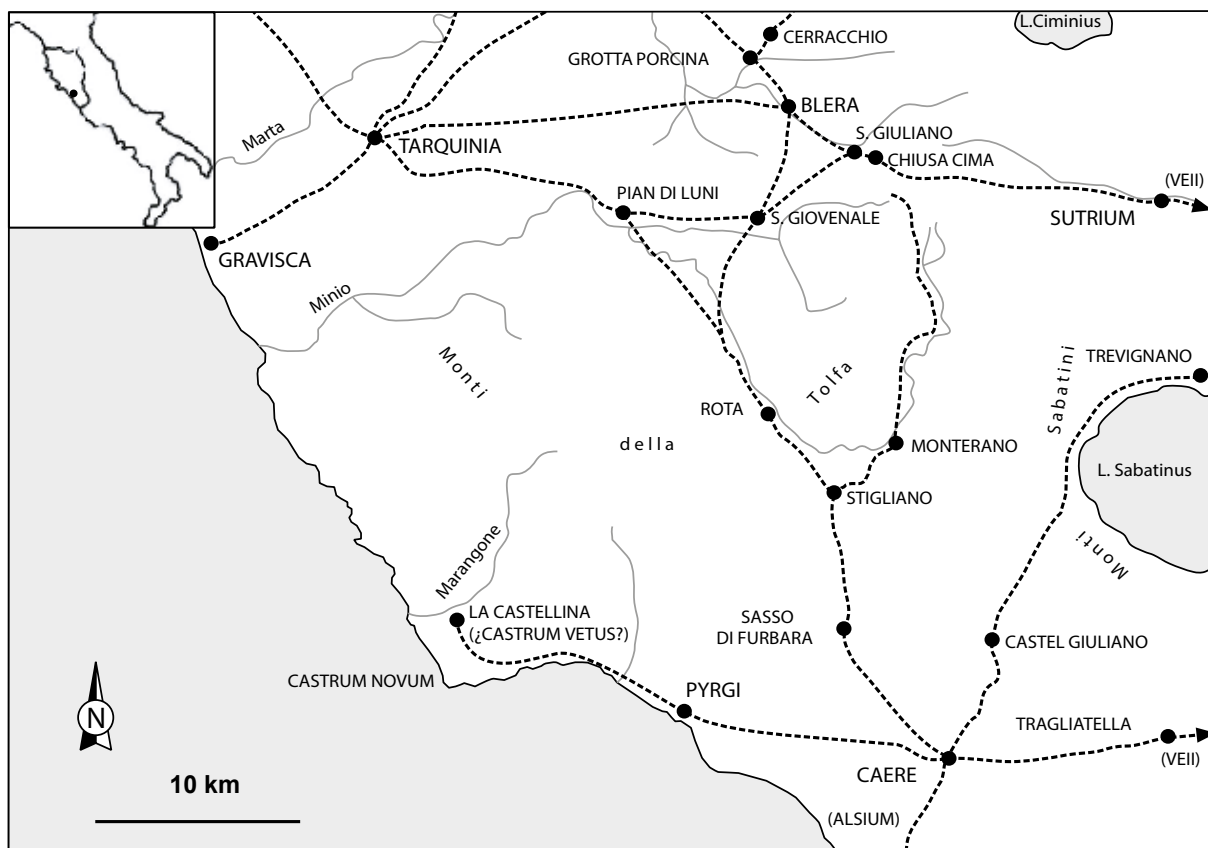 L.Ciminius
CERRACCHIO
GROTTA PORCINA
BLERA
Marta
TARQUINIA
S. GIULIANO
CHIUSA CIMA
(VEII)
PIAN DI LUNI
S. GIOVENALE
SUTRIUM
GRAVISCA
Minio
Monti
della
Tolfa
Sabatini
TREVIGNANO
ROTA
MONTERANO
L. Sabatinus
STIGLIANO
Monti
Marangone
LA CASTELLINA
(¿CASTRUM VETUS?)
SASSO
DI FURBARA
CASTEL GIULIANO
CASTRUM NOVUM
PYRGI
TRAGLIATELLA
N
(VEII)
CAERE
10 km
(ALSIUM)